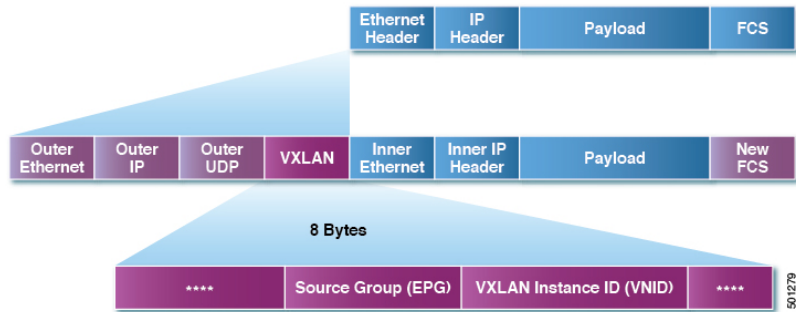 Ethernet Header
IP Header
Payload
FCS
Outer Ethernet
Outer IP
Outer UDP
VXLAN
Inner Ethernet
Inner IP Header
Payload
New FCS
8 Bytes
****
Source Group (EPG)
VXLAN Instance ID (VNID)
****
501279